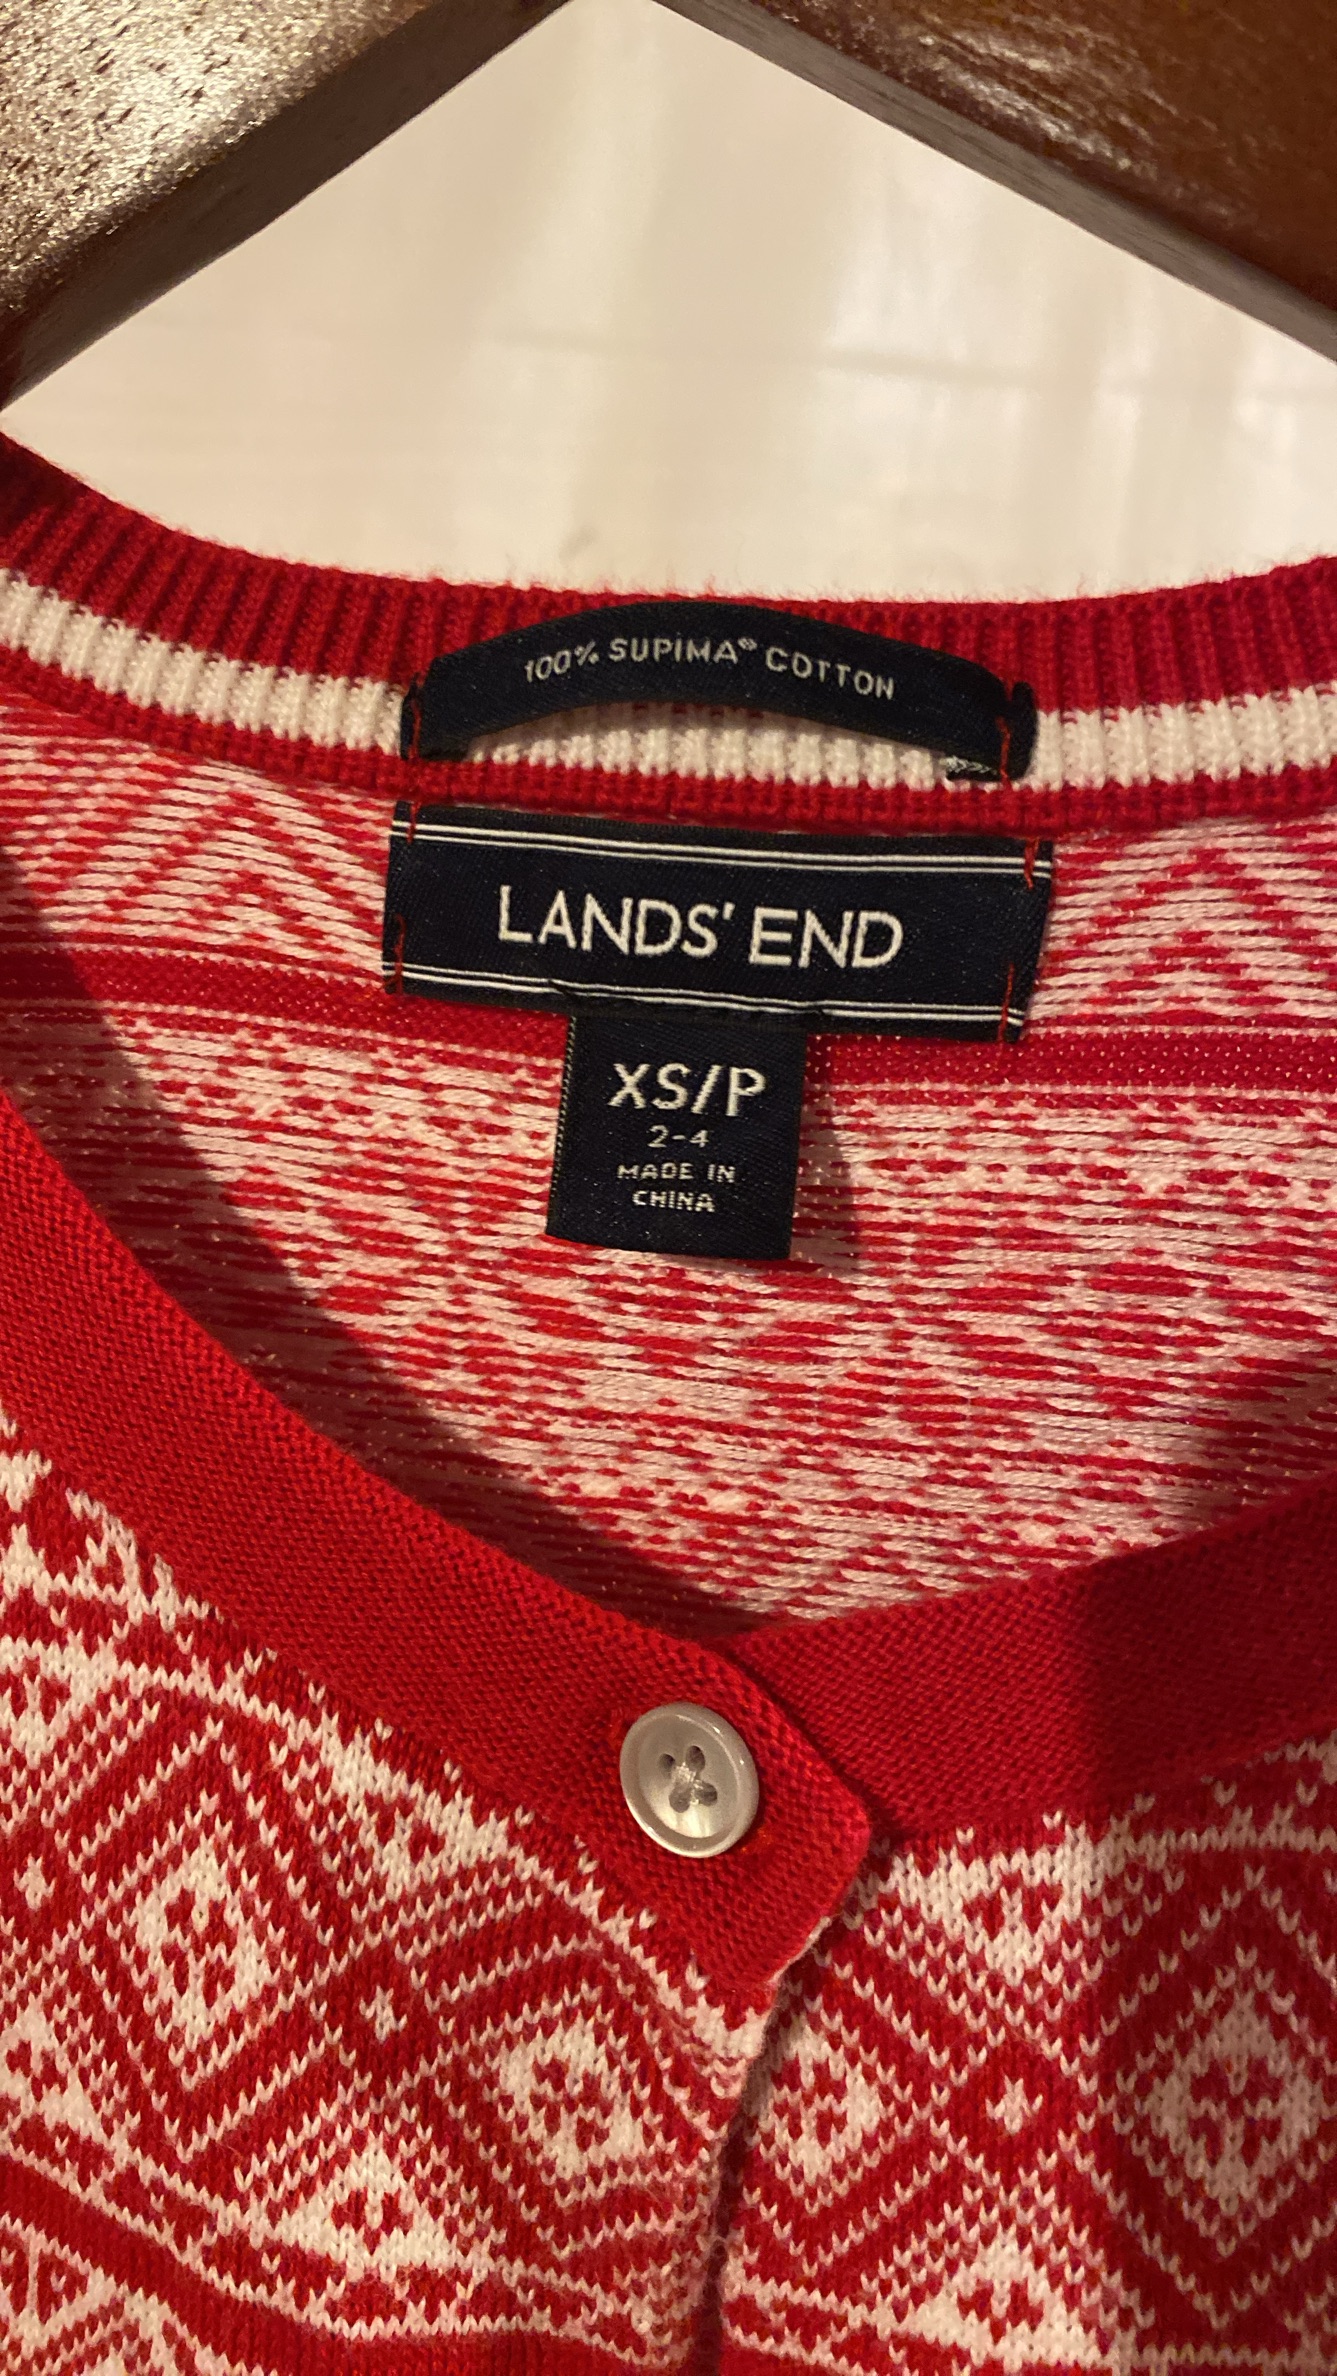 100% SUPIMA® COTTON
LANDS' END
XS/P
2-4
MADE IN
CHINA